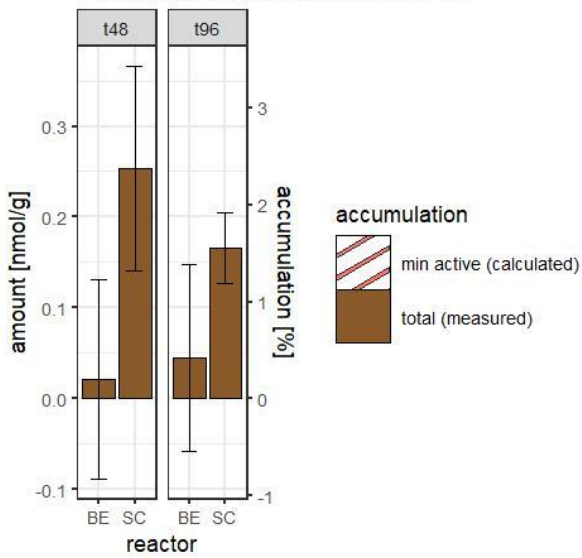 t48 t96
0.3
0.2
0.1
0.0
-0.1
amount [nmol/g]
3
2
1
0
-1
accumulation [%]
BE SC BE SC
reactor
accumulation
min active (calculated)
total (measured)